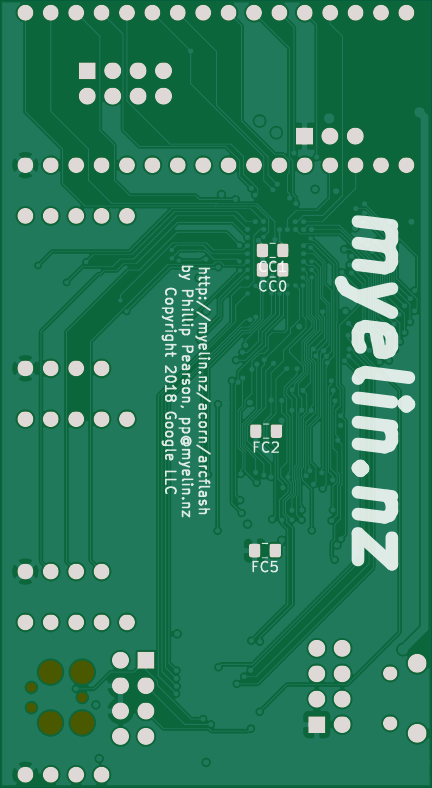 CC1
CC0
myelin.nz
http://myelin.nz/acorn/arcflash
by Phillip Pearson, pp@myelin.nz
Copyright 2018 Google LLC
FC2
FC5